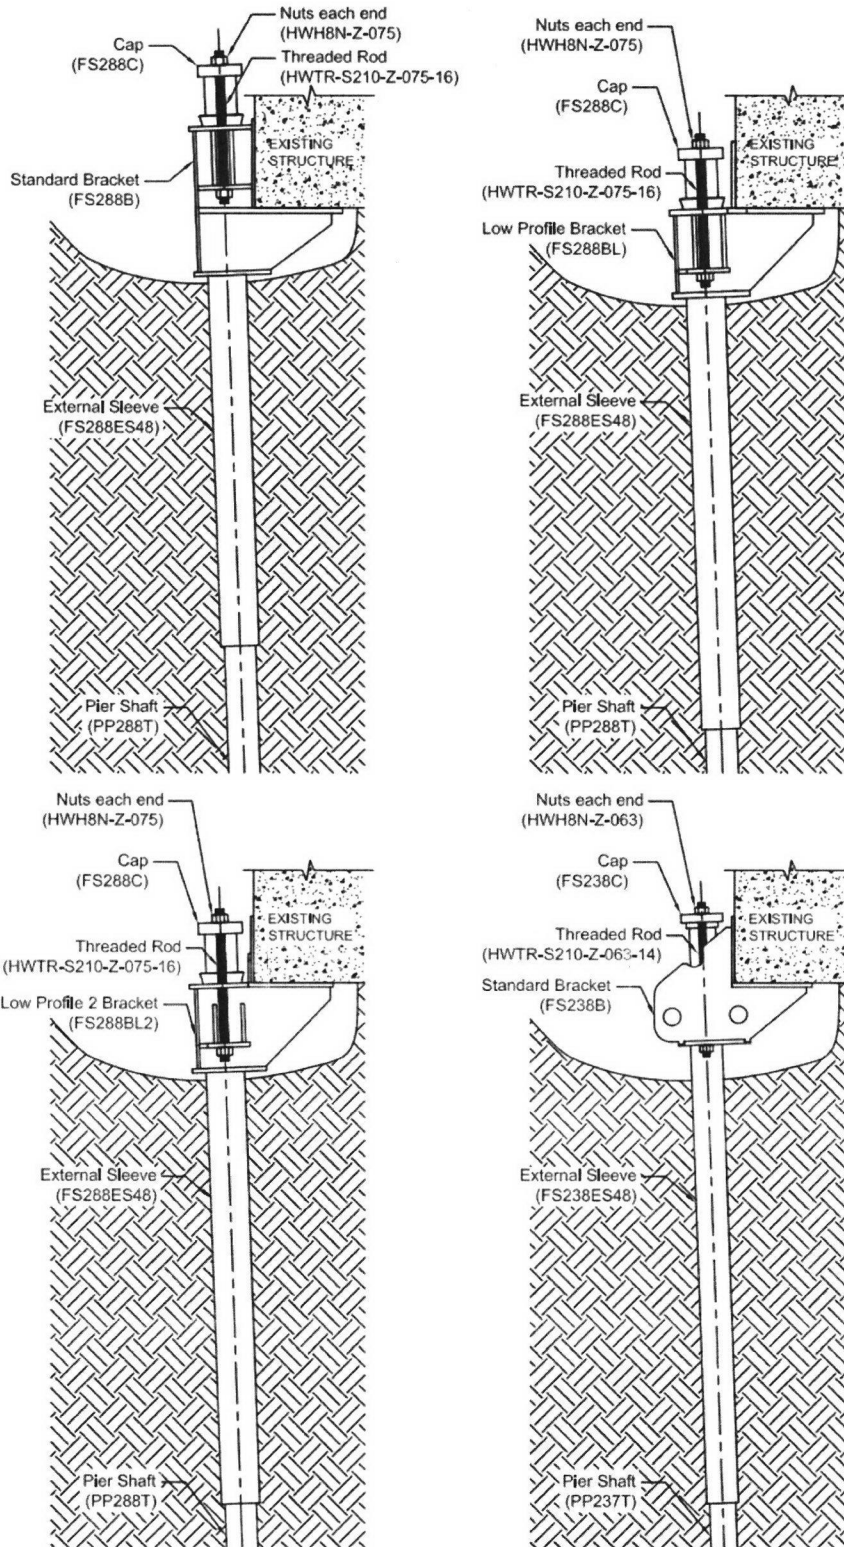 Nuts each end
(HWH8N-Z-075)
Cap
(FS288C)
Threaded Rod
(HWTR-S210-Z-075-16)
EXISTING
STRUCTURE
Standard Bracket
(FS288B)
External Sleeve
(FS288ES48)
Pier Shaft
(PP288T)
Nuts each end
(HWH8N-Z-075)
Cap
(FS288C)
EXISTING
STRUCTURE
Threaded Rod
(HWTR-S210-Z-075-16)
Low Profile Bracket
(FS288BL)
External Sleeve
(FS288ES48)
Pier Shaft
(PP288T)
Nuts each end
(HWH8N-Z-075)
Cap
(FS288C)
EXISTING
STRUCTURE
Threaded Rod
(HWTR-S210-Z-075-16)
Low Profile 2 Bracket
(FS288BL2)
External Sleeve
(FS288ES48)
Pier Shaft
(PP288T)
Nuts each end
(HWH8N-Z-063)
Cap
(FS238C)
EXISTING
STRUCTURE
Threaded Rod
(HWTR-S210-Z-063-14)
Standard Bracket
(FS238B)
External Sleeve
(FS238ES48)
Pier Shaft
(PP237T)